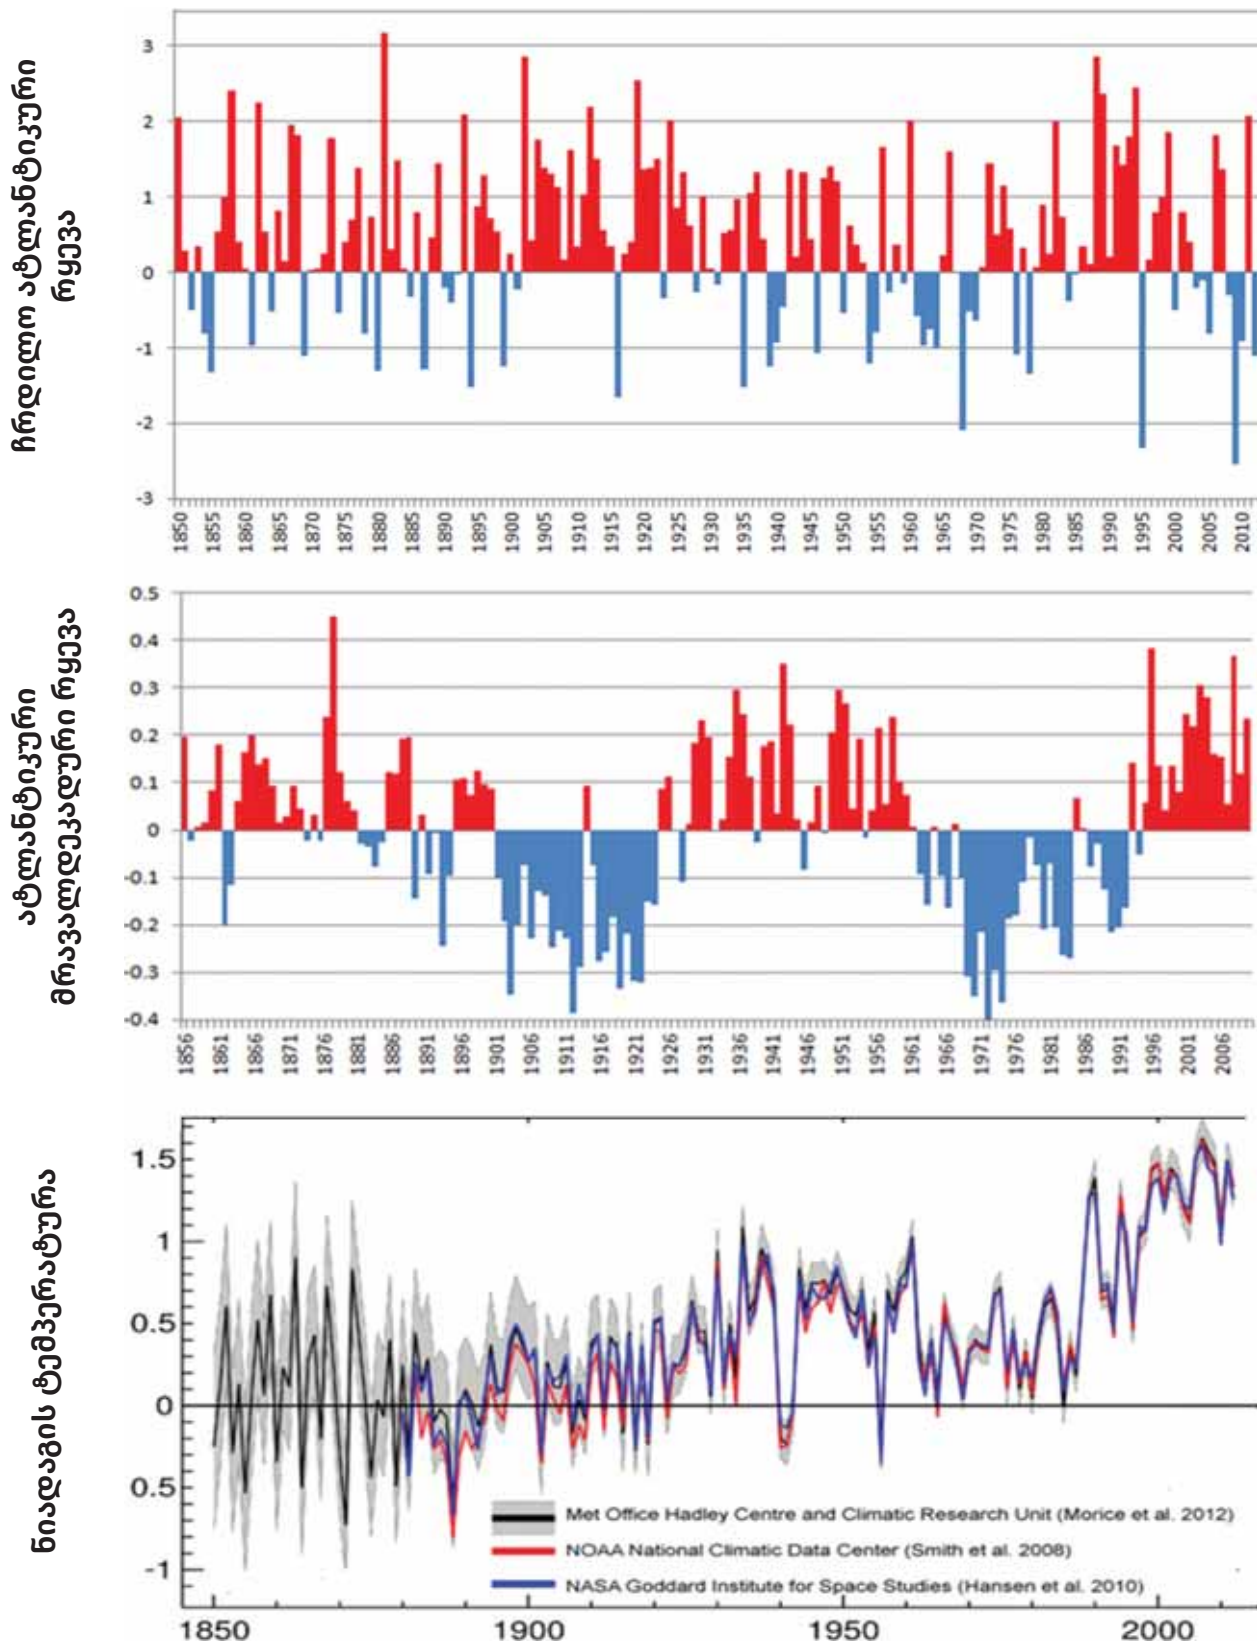 ჩრდილო ატლანტიკური
რყევა
3
2
1
0
-1
-2
-3
1850 1855 1860 1865 1870 1875 1880 1885 1890 1895 1900 1905 1910 1915 1920 1925 1930 1935 1940 1945 1950 1955 1960 1965 1970 1975 1980 1985 1990 1995 2000 2005 2010
ატლანტიკური
მრავალდეკადური რყევა
0.5
0.4
0.3
0.2
0.1
0
-0.1
-0.2
-0.3
-0.4
1856 1861 1866 1871 1876 1881 1886 1891 1896 1901 1906 1911 1916 1921 1926 1931 1936 1941 1946 1951 1956 1961 1966 1971 1976 1981 1986 1991 1996 2001 2006
ნიადაგის ტემპერატურა
1.5
1
0.5
0
0.5
-1
Met Office Hadley Centre and Climatic Research Unit (Morice et al. 2012)
NOAA National Climatic Data Center (Smith et al. 2008)
NASA Goddard Institute for Space Studies (Hansen et al. 2010)
1850 1900 1950 2000